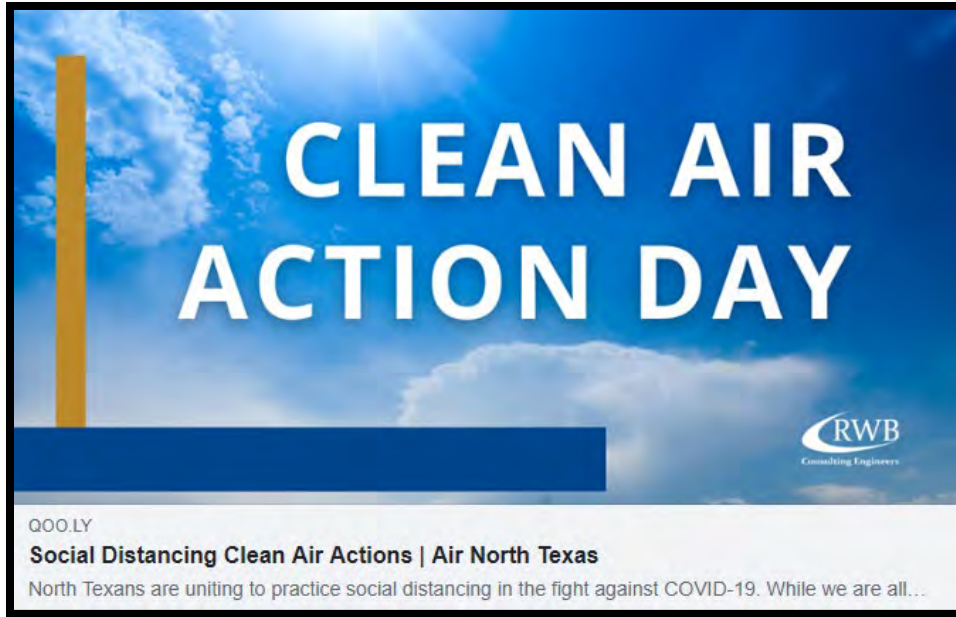 CLEAN AIR
ACTION DAY
RWB
Consulting Engineers
QOO.LY
Social Distancing Clean Air Actions | Air North Texas
North Texans are uniting to practice social distancing in the fight against COVID-19. While we are all...